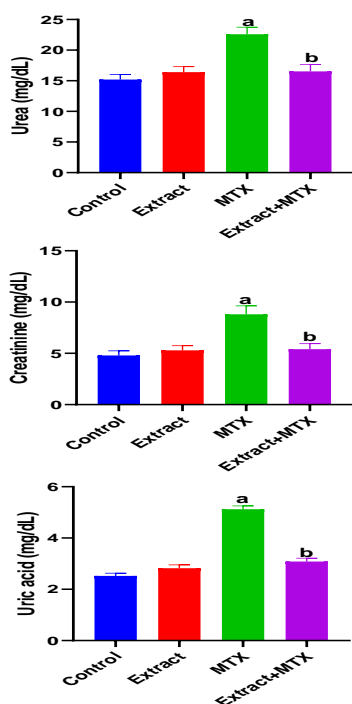 Urea (mg/dL)
25
20
15
10
5
0
a
b
Control
Extract
MTX
Extract+MTX
Creatinine (mg/dL)
15
10
5
0
a
b
Control
Extract
MTX
Extract+MTX
Uric acid (mg/dL)
6
4
2
0
a
b
Control
Extract
MTX
Extract+MTX